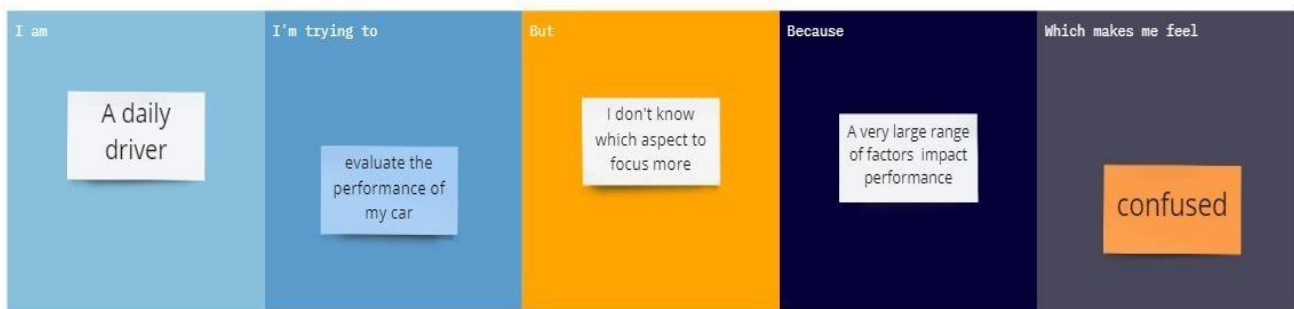 I am
A daily
driver
I'm trying to
evaluate the
performance of
my car
But
I don't know
which aspect to
focus more
Because
A very large range
of factors impact
performance
Which makes me feel
confused